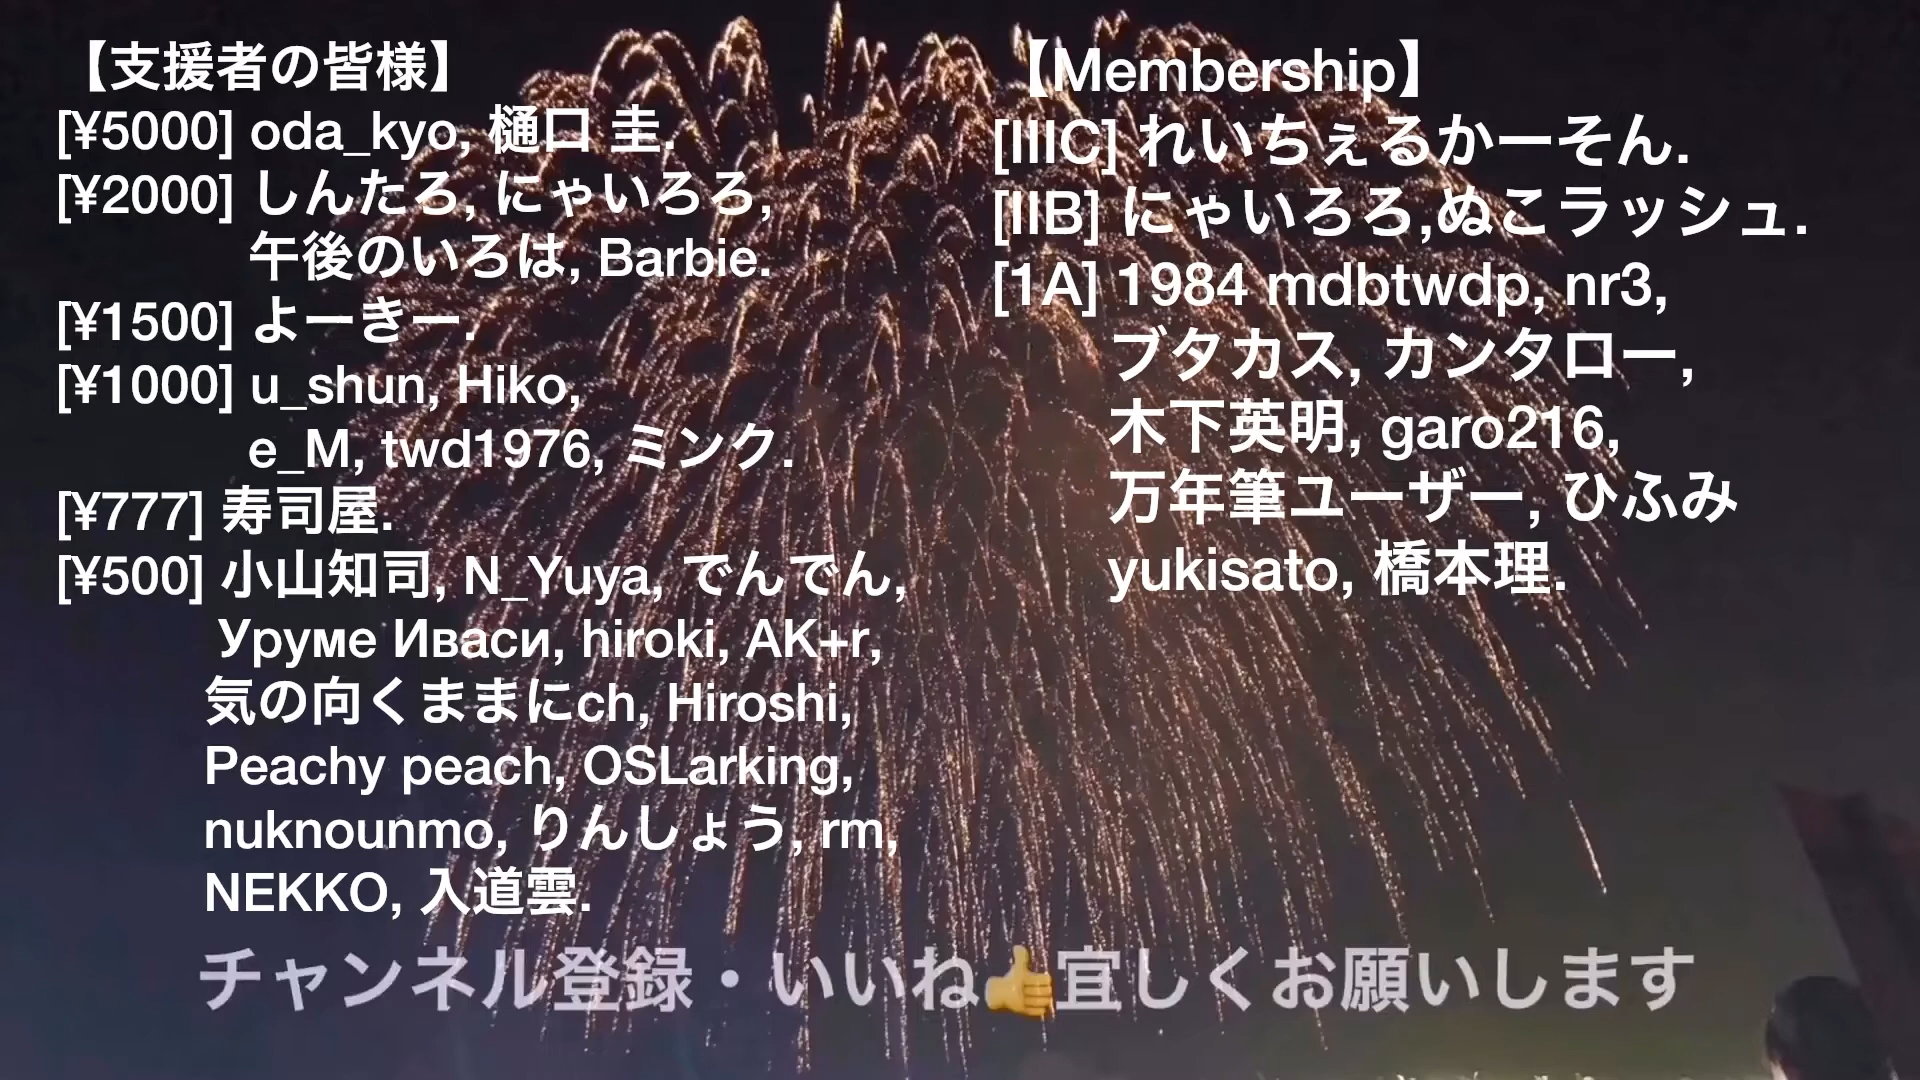 【支援者の皆様】
[¥5000] oda_kyo, 樋口 圭.
[¥2000] しんたろ, にゃいろろ,
午後のいろは, Barbie.
[¥1500] よーきー.
[¥1000] u_shun, Hiko,
e_M, twd1976, ミンク.
[¥777] 寿司屋.
[¥500] 小山知司, N_Yuya, でんでん,
Уруме Иваси, hiroki, AK+r,
気の向くままにch, Hiroshi,
Peachy peach, OSLarking,
nuknounmo, りんしょう, rm,
NEKKO, 入道雲.
【Membership】
[IIIC] れいちぇるかーそん.
[IIB] にゃいろろ,ぬこラッシュ.
[1A] 1984 mdbtwdp, nr3,
ブタカス, カンタロー,
木下英明, garo216,
万年筆ユーザー, ひふみ
yukisato, 橋本理.
チャンネル登録・いいね👍宜しくお願いします